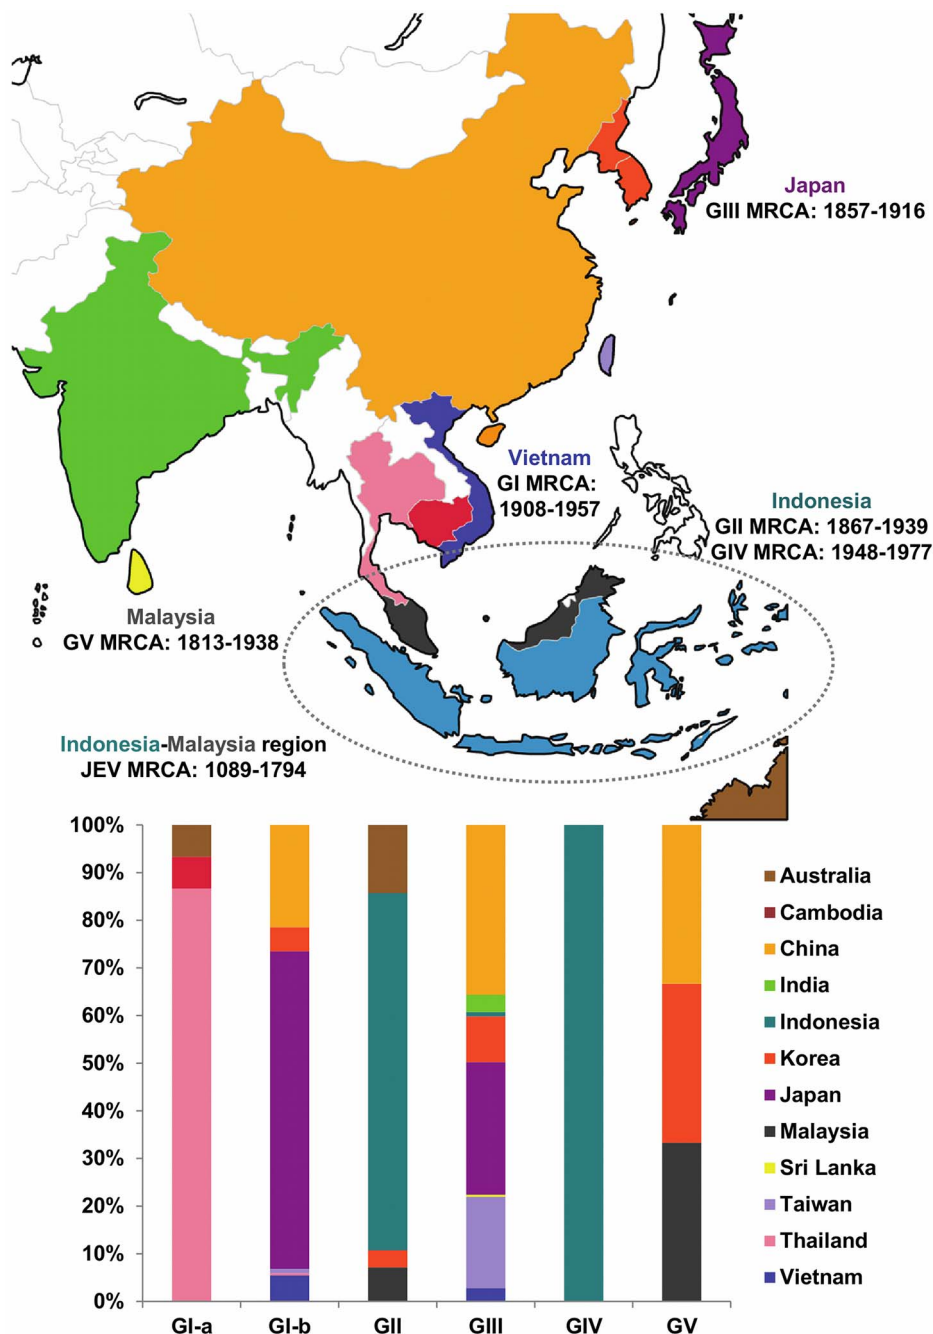 Japan
GIII MRCA: 1857-1916
Vietnam
GI MRCA:
1908-1957
Indonesia
GII MRCA: 1867-1939
GIV MRCA: 1948-1977
Malaysia
GV MRCA: 1813-1938
Indonesia-Malaysia region
JEV MRCA: 1089-1794
100%
90%
80%
70%
60%
50%
40%
30%
20%
10%
0%
GI-a GI-b GII GIII GIV GV
Australia
Cambodia
China
India
Indonesia
Korea
Japan
Malaysia
Sri Lanka
Taiwan
Thailand
Vietnam